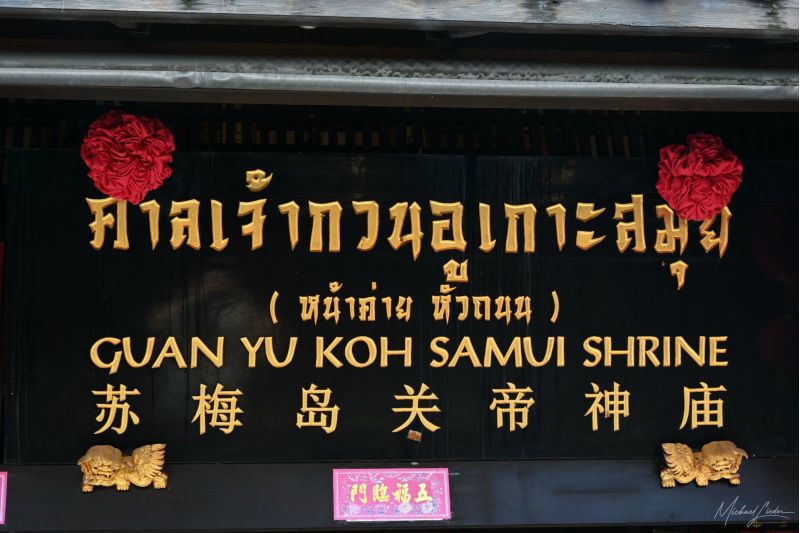 ศาลเจ้ากวนอูเกาะสมุย
( หน้าค่าย หัวถนน )
GUAN YU KOH SAMUI SHRINE
苏梅岛关帝神庙
五福臨門
Michael Lieder